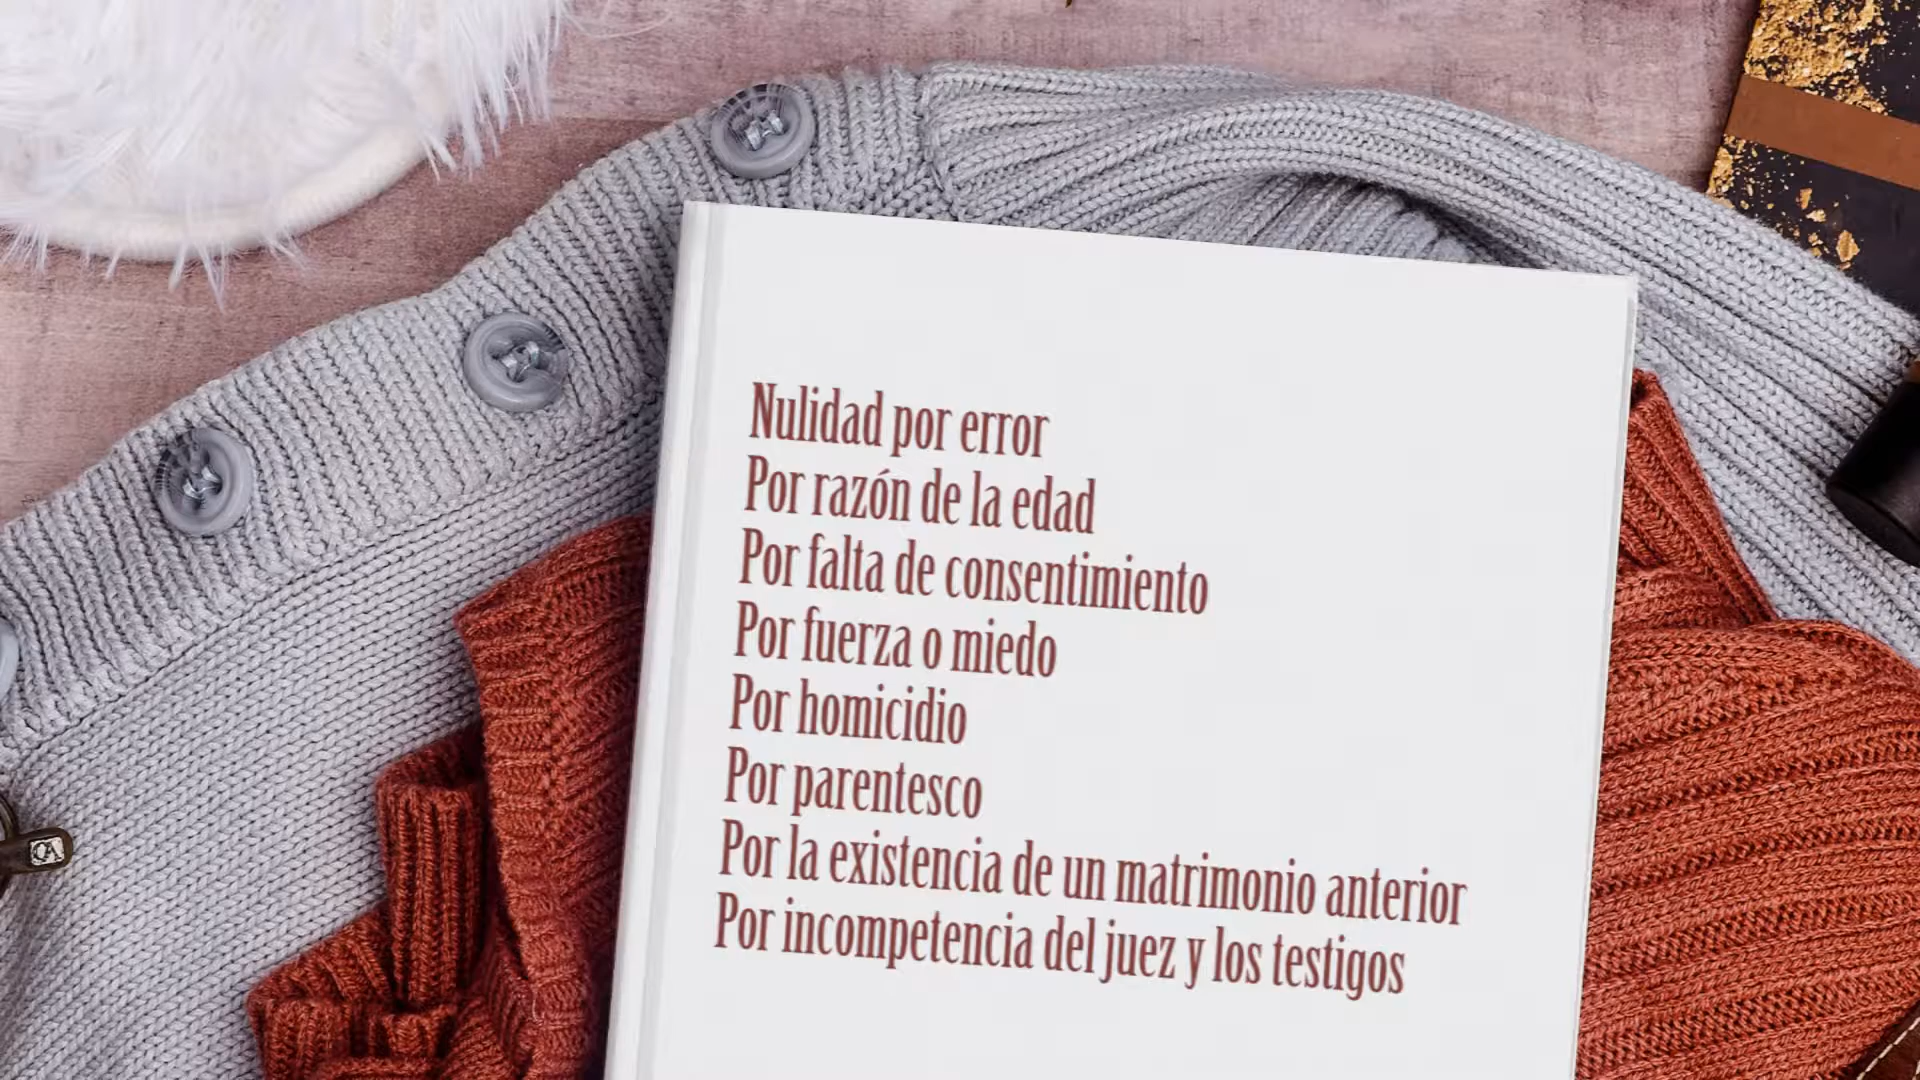 Nulidad por error
Por razón de la edad
Por falta de consentimiento
Por fuerza o miedo
Por homicidio
Por parentesco
Por la existencia de un matrimonio anterior
Por incompetencia del juez y los testigos